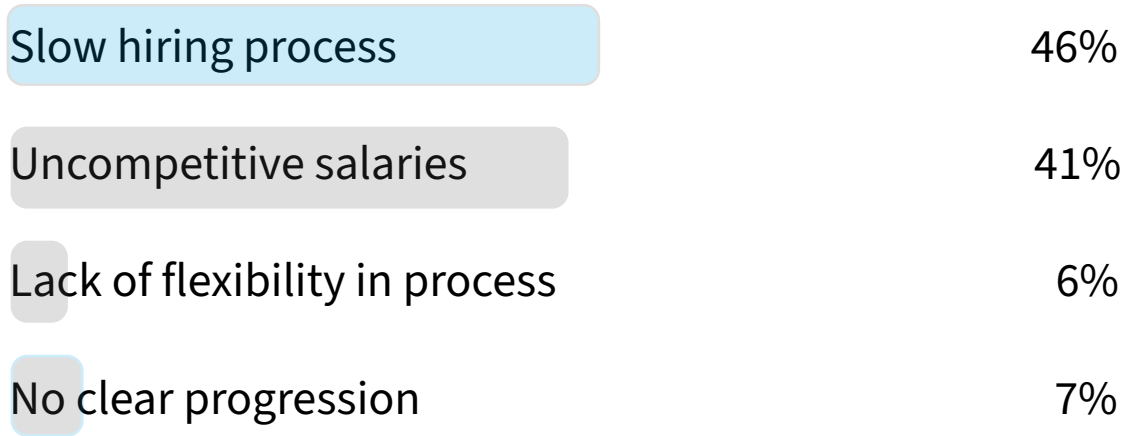 Slow hiring process 46%
Uncompetitive salaries 41%
Lack of flexibility in process 6%
No clear progression 7%